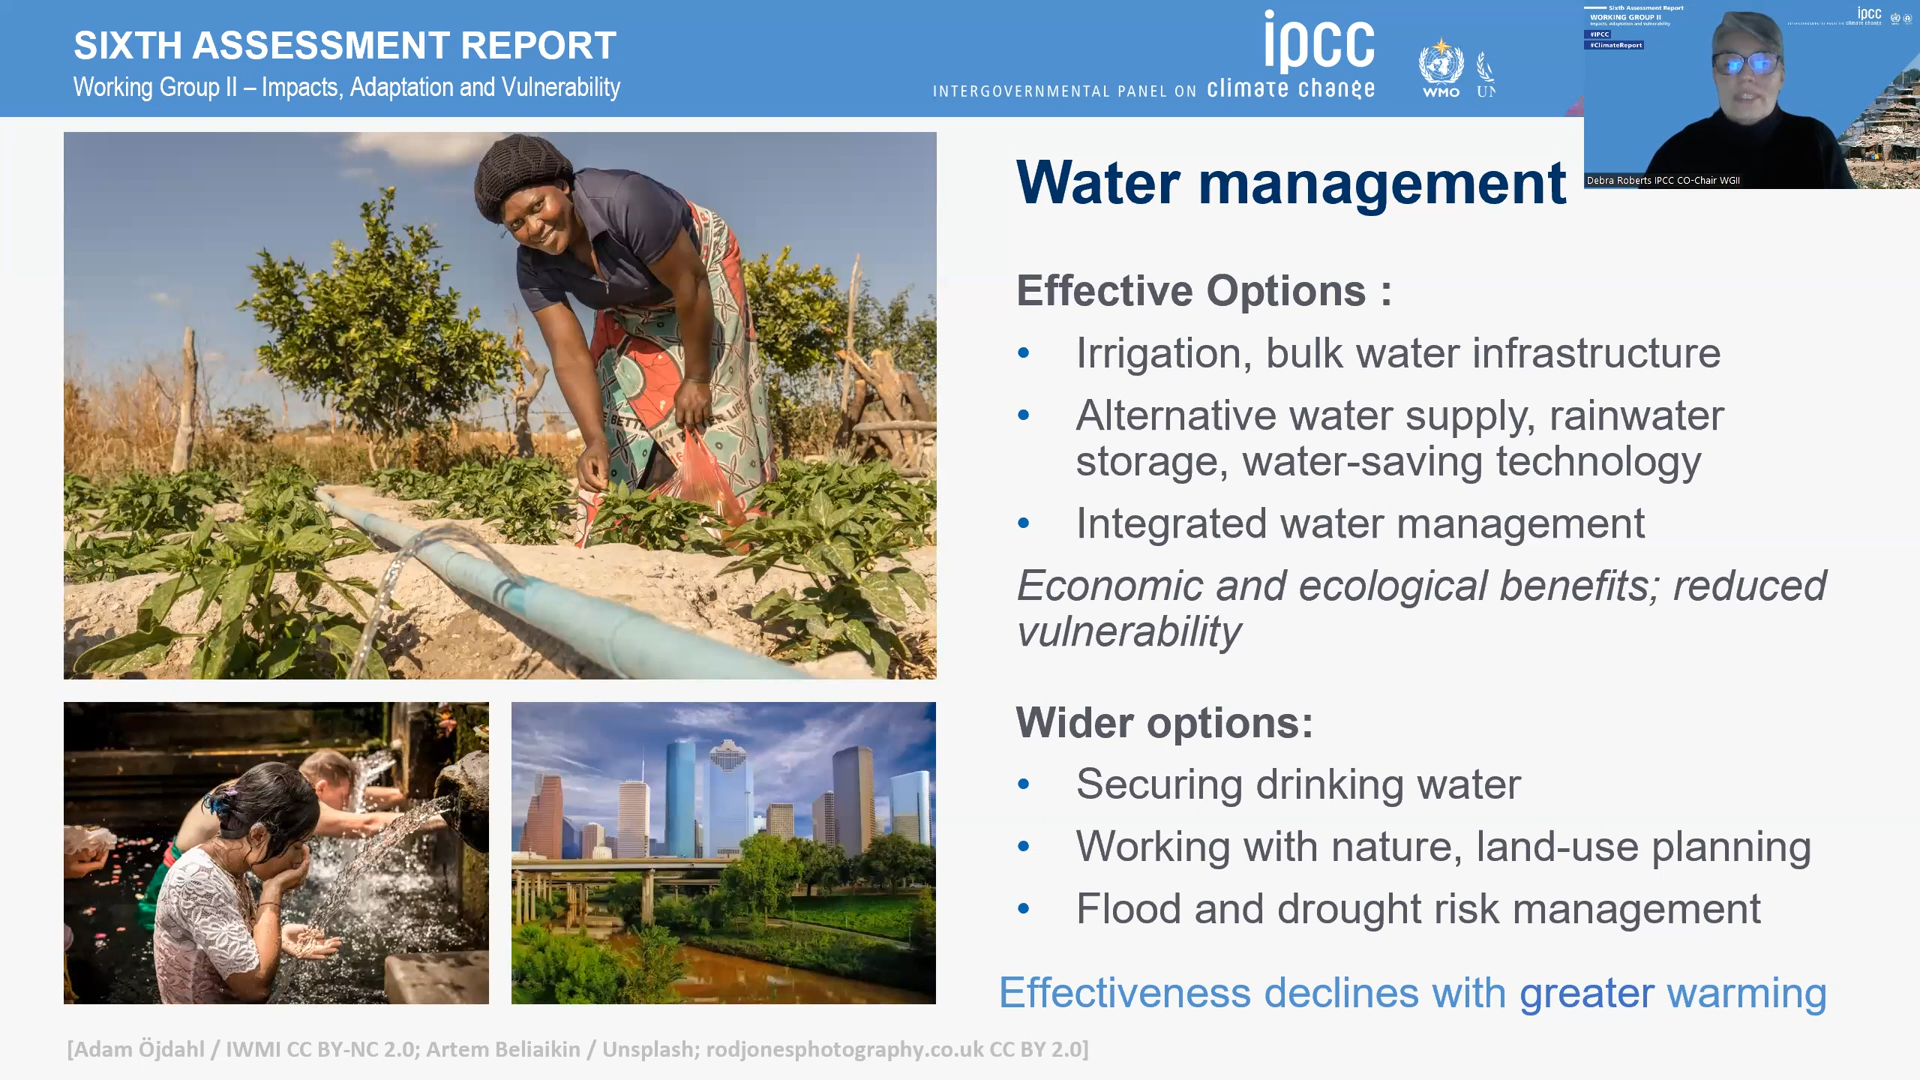 SIXTH ASSESSMENT REPORT
Working Group II – Impacts, Adaptation and Vulnerability
ipcc
INTERGOVERNMENTAL PANEL ON climate change
WMO
UN
Sixth Assessment Report
WORKING GROUP II
Impacts, Adaptation and Vulnerability
#IPCC
#ClimateReport
ipcc
climate change
Debra Roberts IPCC CO-Chair WGII
Water management
Effective Options :
• Irrigation, bulk water infrastructure
• Alternative water supply, rainwater
storage, water-saving technology
• Integrated water management
Economic and ecological benefits; reduced
vulnerability
Wider options:
• Securing drinking water
• Working with nature, land-use planning
• Flood and drought risk management
Effectiveness declines with greater warming
[Adam Öjdahl / IWMI CC BY-NC 2.0; Artem Beliaikin / Unsplash; rodjonesphotography.co.uk CC BY 2.0]